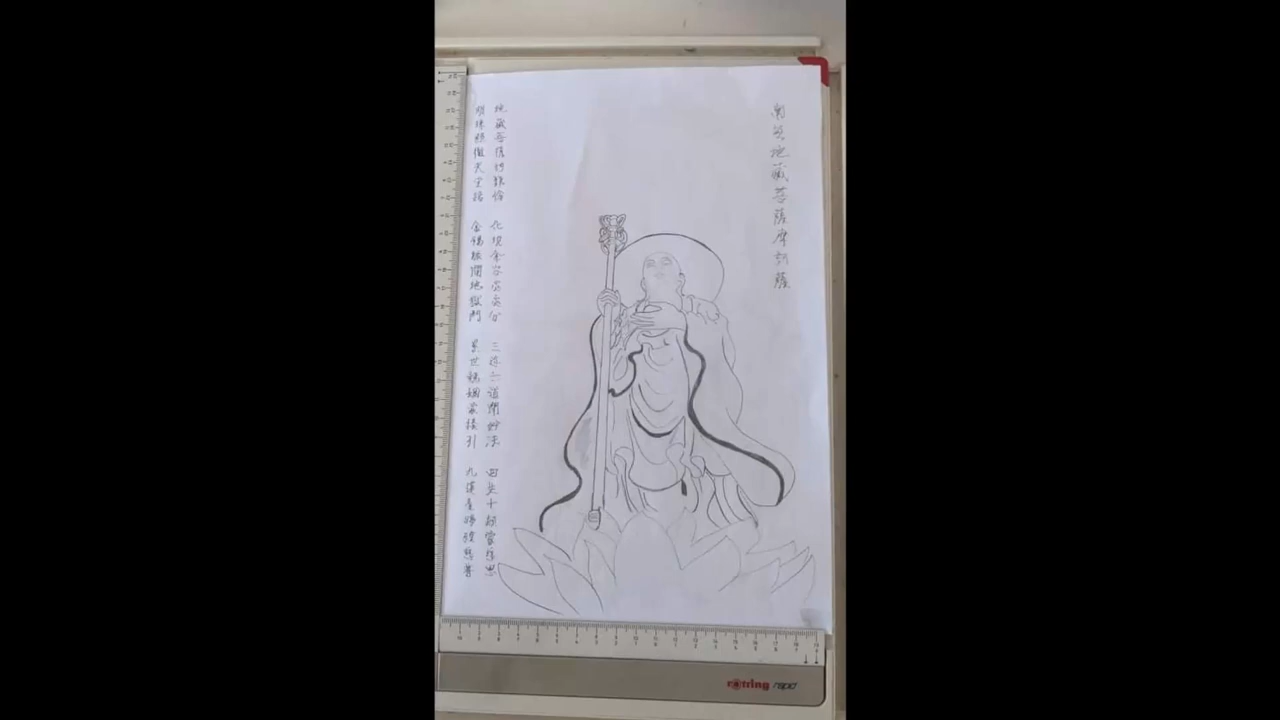 南無地藏菩薩摩訶薩
地藏菩薩妙難倫 化現金容處處分 三途六道聞妙法 四生十類蒙慈恩
明珠照徹天堂路 金錫振開地獄門 累世親姻蒙接引 九蓮臺畔禮慈尊
rotring rapid